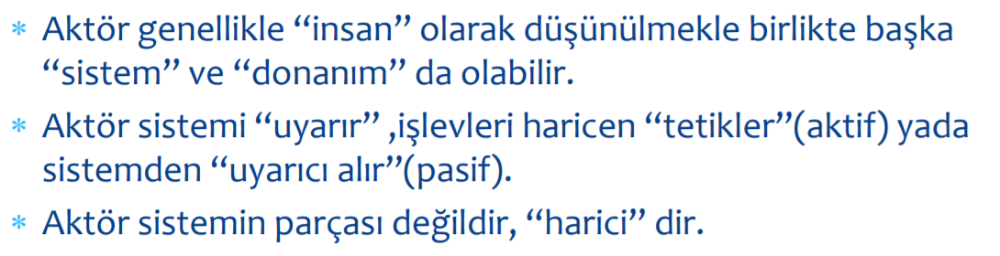 * Aktör genellikle “insan” olarak düşünülmekle birlikte başka
“sistem” ve “donanım” da olabilir.
* Aktör sistemi “uyarır” ,işlevleri haricen “tetikler”(aktif) yada
sistemden “uyarıcı alır”(pasif).
* Aktör sistemin parçası değildir, “harici” dir.